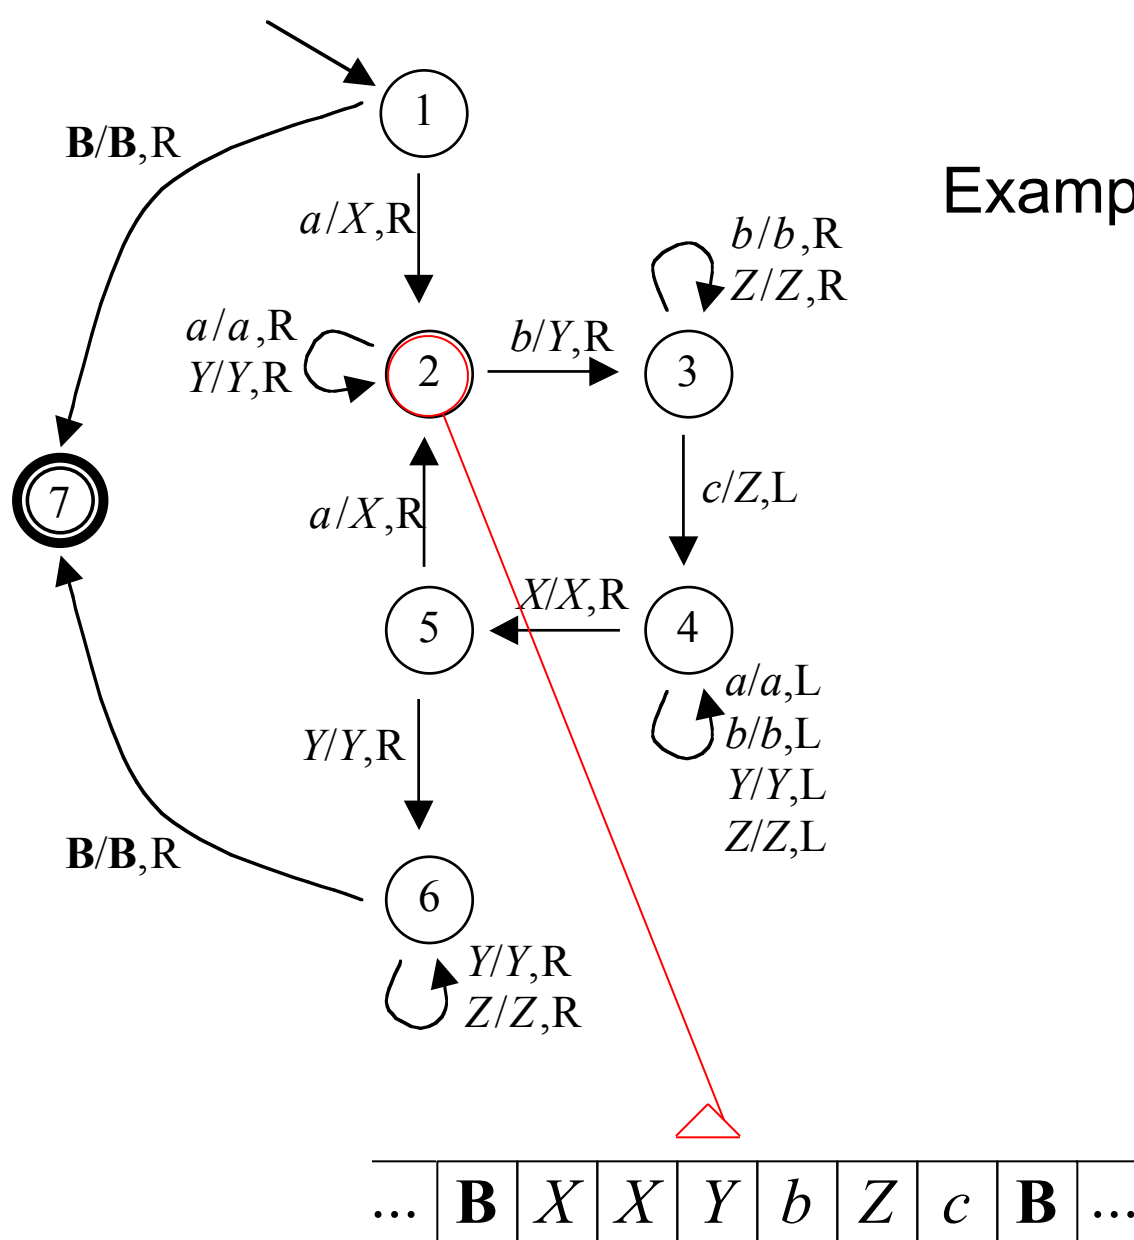 1
B/B,R
Examp
a/X,R
b/b,R
Z/Z,R
a/a,R
Y/Y,R
b/Y,R
2
3
c/Z,L
7
a/X,R
X/X,R
5
4
a/a,L
b/b,L
Y/Y,L
Z/Z,L
Y/Y,R
B/B,R
6
Y/Y,R
Z/Z,R
... B X X Y b Z c B ...